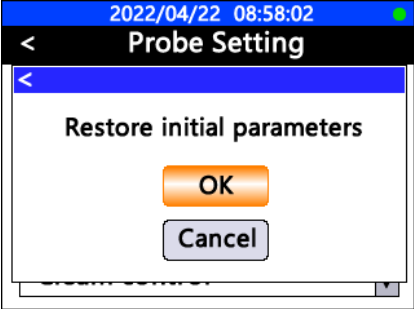 2022/04/22 08:58:02
< Probe Setting
<
Restore initial parameters
OK
Cancel